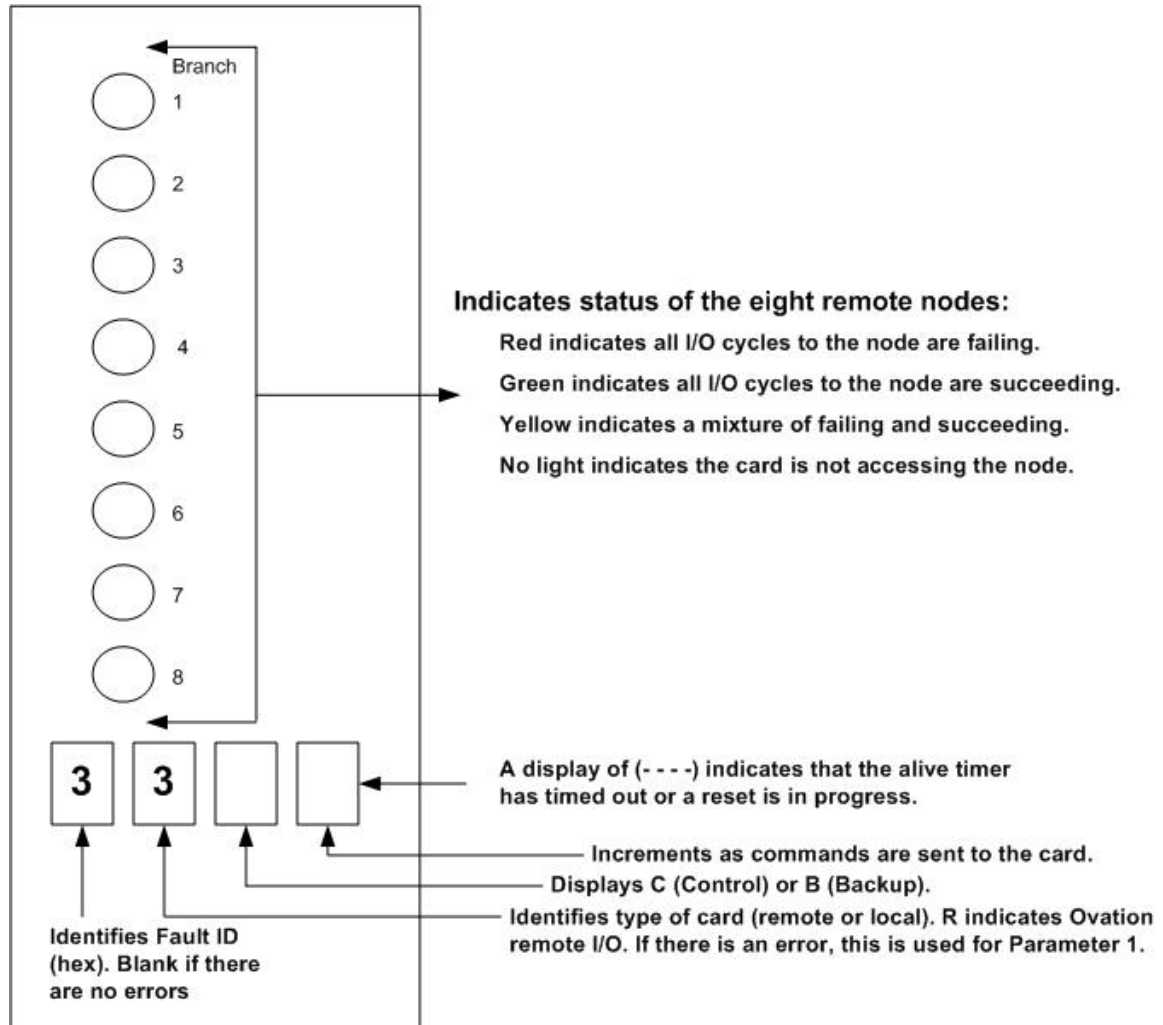 Branch
1
2
3
4
5
6
7
8
Indicates status of the eight remote nodes:
Red indicates all I/O cycles to the node are failing.
Green indicates all I/O cycles to the node are succeeding.
Yellow indicates a mixture of failing and succeeding.
No light indicates the card is not accessing the node.
3 3
A display of (- - - -) indicates that the alive timer
has timed out or a reset is in progress.
Increments as commands are sent to the card.
Displays C (Control) or B (Backup).
Identifies type of card (remote or local). R indicates Ovation
remote I/O. If there is an error, this is used for Parameter 1.
Identifies Fault ID
(hex). Blank if there
are no errors